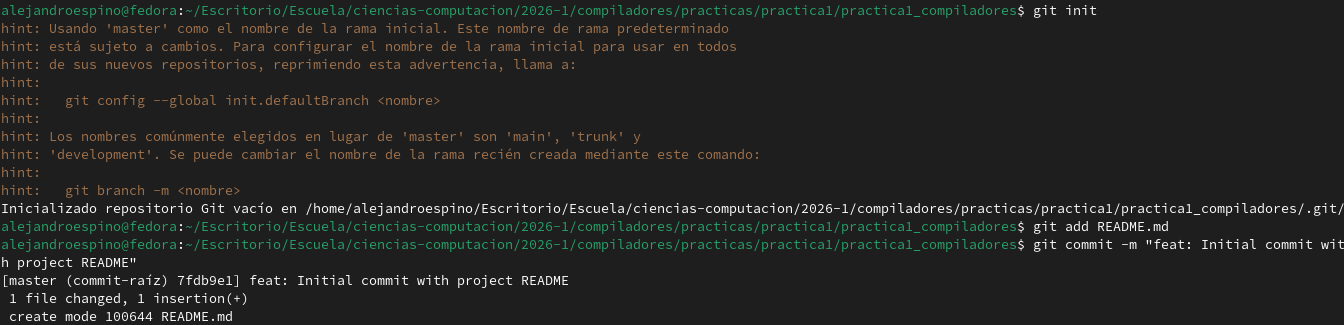 alejandroespino@fedora:~/Escritorio/Escuela/ciencias-computacion/2026-1/compiladores/practicas/practica1/practica1_compiladores$ git init
hint: Usando 'master' como el nombre de la rama inicial. Este nombre de rama predeterminado
hint: está sujeto a cambios. Para configurar el nombre de la rama inicial para usar en todos
hint: de sus nuevos repositorios, reprimiendo esta advertencia, llama a:
hint:
hint:   git config --global init.defaultBranch <nombre>
hint:
hint: Los nombres comúnmente elegidos en lugar de 'master' son 'main', 'trunk' y
hint: 'development'. Se puede cambiar el nombre de la rama recién creada mediante este comando:
hint:
hint:   git branch -m <nombre>
Inicializado repositorio Git vacío en /home/alejandroespino/Escritorio/Escuela/ciencias-computacion/2026-1/compiladores/practicas/practica1/practica1_compiladores/.git/
alejandroespino@fedora:~/Escritorio/Escuela/ciencias-computacion/2026-1/compiladores/practicas/practica1/practica1_compiladores$ git add README.md
alejandroespino@fedora:~/Escritorio/Escuela/ciencias-computacion/2026-1/compiladores/practicas/practica1/practica1_compiladores$ git commit -m "feat: Initial commit wit
h project README"
[master (commit-raíz) 7fdb9e1] feat: Initial commit with project README
 1 file changed, 1 insertion(+)
 create mode 100644 README.md